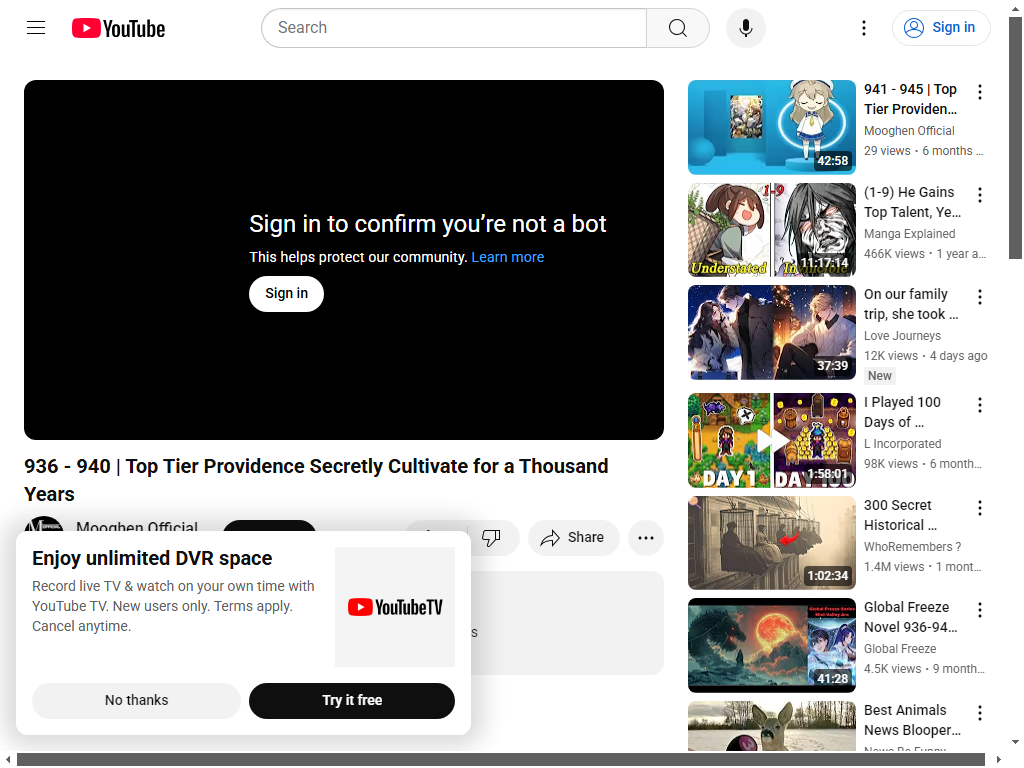 YouTube
Search
Sign in
Sign in to confirm you’re not a bot
This helps protect our community. Learn more
Sign in
936 - 940 | Top Tier Providence Secretly Cultivate for a Thousand
Years
Mooghen Official
Share
Enjoy unlimited DVR space
Record live TV & watch on your own time with
YouTube TV. New users only. Terms apply.
Cancel anytime.
YouTubeTV
No thanks
Try it free
42:58
941 - 945 | Top
Tier Providen…
Mooghen Official
29 views • 6 months …
1-9
Understated
Invincible
11:17:14
(1-9) He Gains
Top Talent, Ye…
Manga Explained
466K views • 1 year a…
37:39
On our family
trip, she took …
Love Journeys
12K views • 4 days ago
New
DAY 1
DAY 100
1:58:01
I Played 100
Days of …
L Incorporated
98K views • 6 month…
1:02:34
300 Secret
Historical …
WhoRemembers ?
1.4M views • 1 mont…
Global Freeze Series
Mist Valley Arc
41:28
Global Freeze
Novel 936-94…
Global Freeze
4.5K views • 9 month…
Best Animals
News Blooper…
News Be Funny